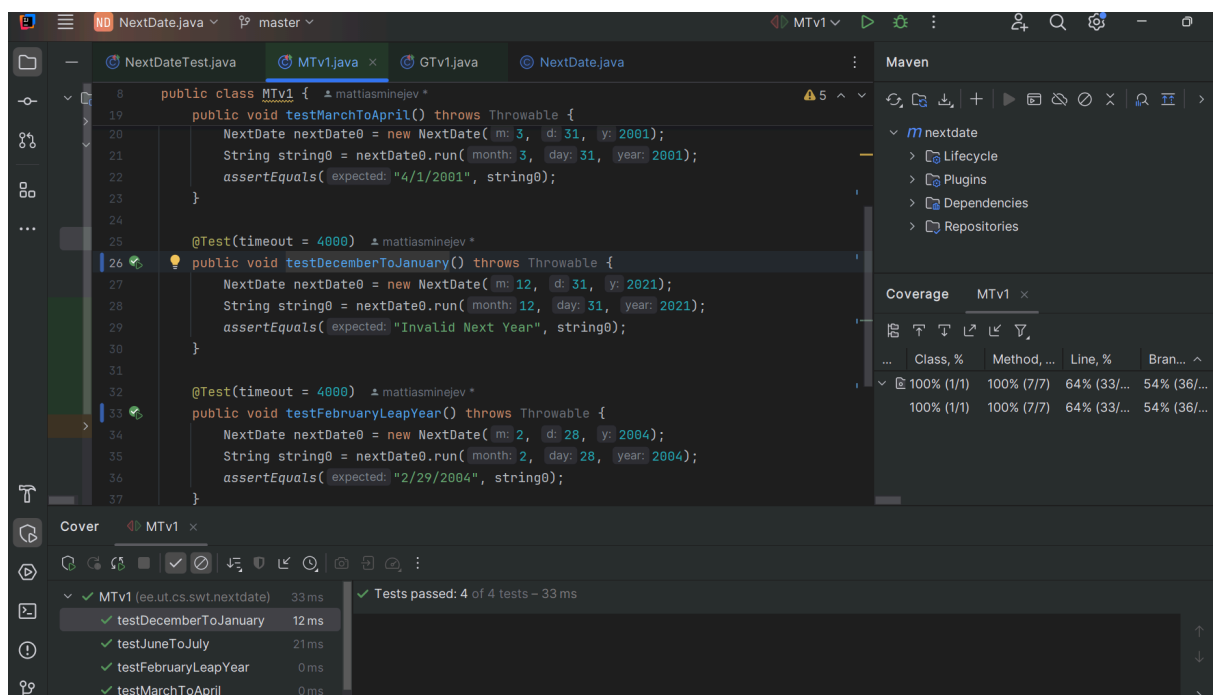 ND NextDate.java master MTv1
NextDateTest.java MTv1.java × GTv1.java NextDate.java
Maven
8 public class MTv1 { mattiasminejev * 5
19 public void testMarchToApril() throws Throwable {
20 NextDate nextDate0 = new NextDate( m: 3, d: 31, y: 2001);
21 String string0 = nextDate0.run( month: 3, day: 31, year: 2001);
22 assertEquals( expected: "4/1/2001", string0);
23 }
24
25 @Test(timeout = 4000) mattiasminejev *
26 public void testDecemberToJanuary() throws Throwable {
27 NextDate nextDate0 = new NextDate( m: 12, d: 31, y: 2021);
28 String string0 = nextDate0.run( month: 12, day: 31, year: 2021);
29 assertEquals( expected: "Invalid Next Year", string0);
30 }
31
32 @Test(timeout = 4000) mattiasminejev *
33 public void testFebruaryLeapYear() throws Throwable {
34 NextDate nextDate0 = new NextDate( m: 2, d: 28, y: 2004);
35 String string0 = nextDate0.run( month: 2, day: 28, year: 2004);
36 assertEquals( expected: "2/29/2004", string0);
37 }
m nextdate
Lifecycle
Plugins
Dependencies
Repositories
Coverage MTv1 ×
... Class, % Method, ... Line, % Bran...
100% (1/1) 100% (7/7) 64% (33/... 54% (36/...
100% (1/1) 100% (7/7) 64% (33/... 54% (36/...
Cover MTv1 ×
MTv1 (ee.ut.cs.swt.nextdate) 33 ms
testDecemberToJanuary 12 ms
testJuneToJuly 21 ms
testFebruaryLeapYear 0 ms
testMarchToApril 0 ms
Tests passed: 4 of 4 tests – 33 ms